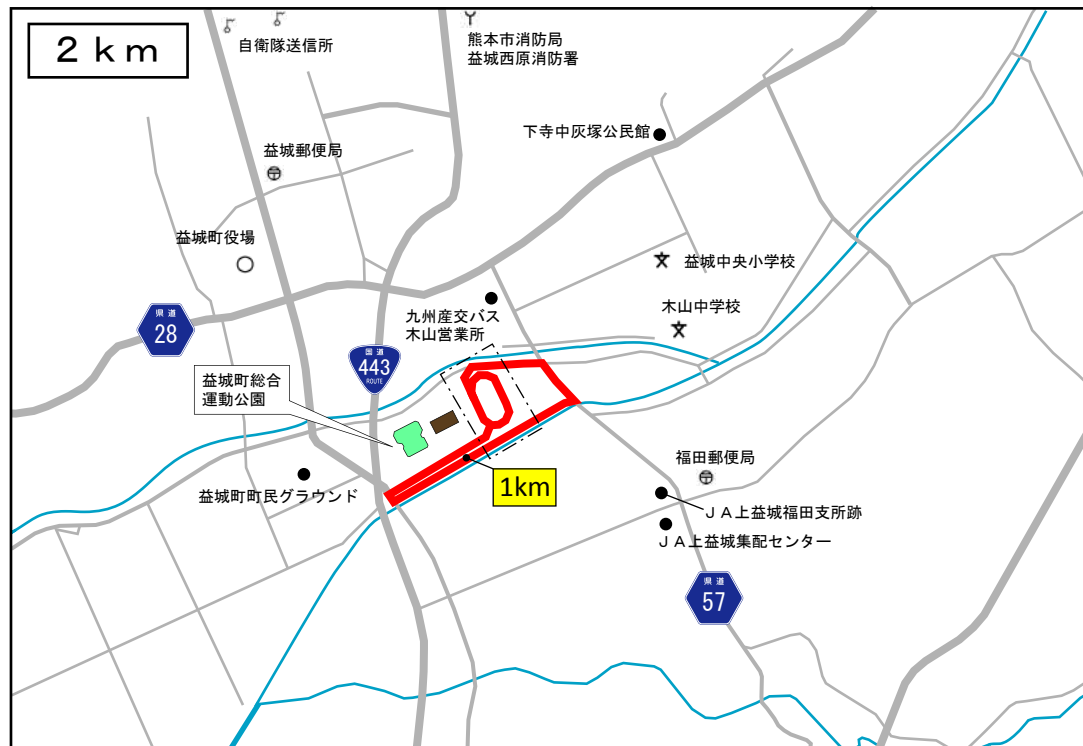 ２ｋｍ
自衛隊送信所
熊本市消防局
益城西原消防署
下寺中灰塚公民館
益城郵便局
益城町役場
益城中央小学校
九州産交バス
木山営業所
木山中学校
県道
28
国道
443
ROUTE
益城町総合
運動公園
福田郵便局
益城町町民グラウンド
1km
ＪＡ上益城福田支所跡
ＪＡ上益城集配センター
県道
57